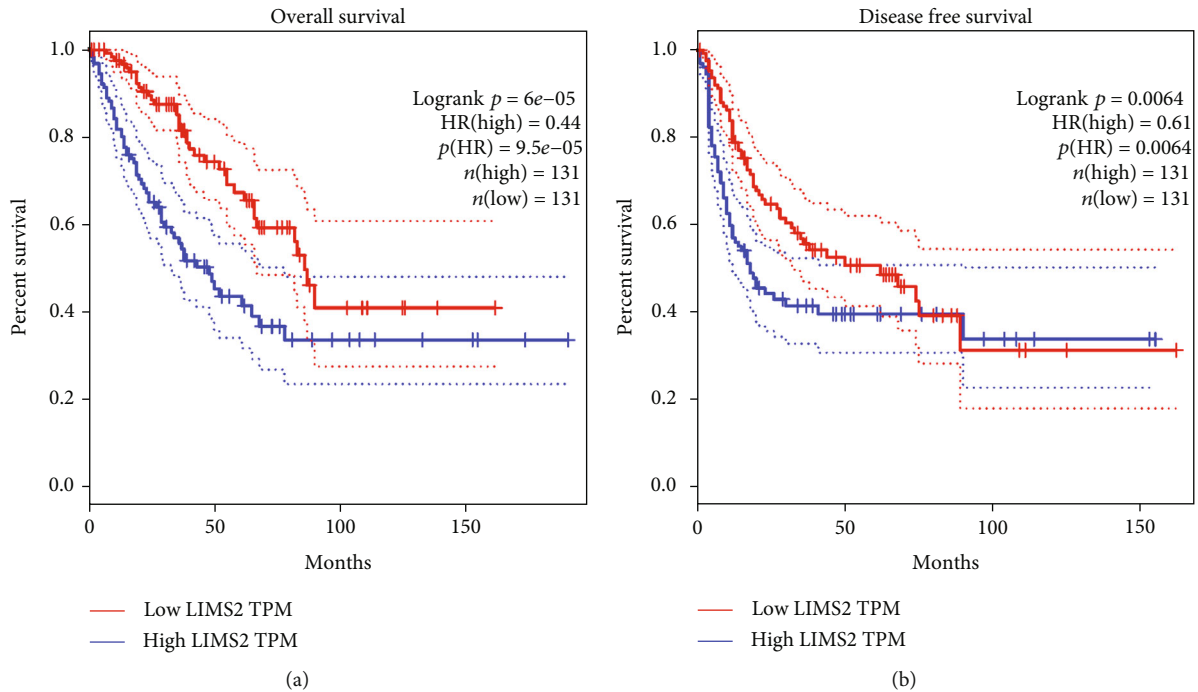 Overall survival
Percent survival
1.0
0.8
0.6
0.4
0.2
0.0
Logrank p = 6e−05
HR(high) = 0.44
p(HR) = 9.5e−05
n(high) = 131
n(low) = 131
0 50 100 150
Months
Low LIMS2 TPM
High LIMS2 TPM
(a)
Disease free survival
Percent survival
1.0
0.8
0.6
0.4
0.2
0.0
Logrank p = 0.0064
HR(high) = 0.61
p(HR) = 0.0064
n(high) = 131
n(low) = 131
0 50 100 150
Months
Low LIMS2 TPM
High LIMS2 TPM
(b)